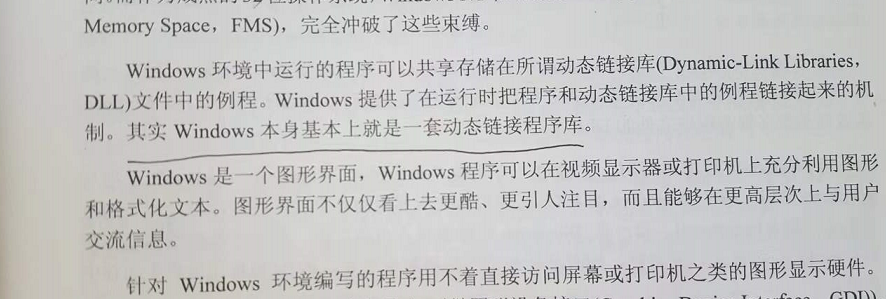 Memory Space，FMS)，完全冲破了这些束缚。
Windows 环境中运行的程序可以共享存储在所谓动态链接库(Dynamic-Link Libraries，
DLL)文件中的例程。Windows 提供了在运行时把程序和动态链接库中的例程链接起来的机
制。其实 Windows 本身基本上就是一套动态链接程序库。
Windows 是一个图形界面，Windows 程序可以在视频显示器或打印机上充分利用图形
和格式化文本。图形界面不仅仅看上去更酷、更引人注目，而且能够在更高层次上与用户
交流信息。
针对 Windows 环境编写的程序用不着直接访问屏幕或打印机之类的图形显示硬件。